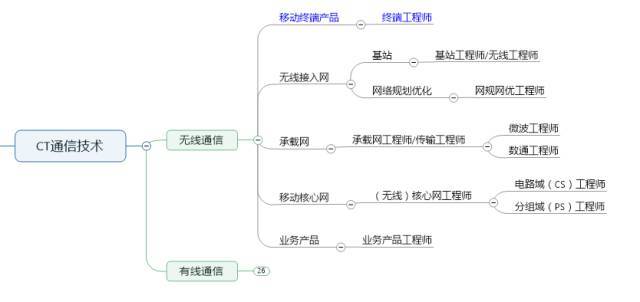 移动终端产品 终端工程师
无线接入网
基站 基站工程师/无线工程师
网络规划优化 网规网优工程师
CT通信技术
无线通信
承载网 承载网工程师/传输工程师
微波工程师
数通工程师
移动核心网 （无线）核心网工程师
电路域（CS）工程师
分组域（PS）工程师
业务产品 业务产品工程师
有线通信 26